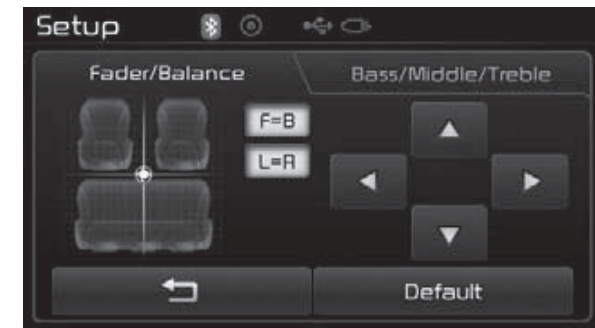 Setup
Fader/Balance
Bass/Middle/Treble
F=B
L=R
Default